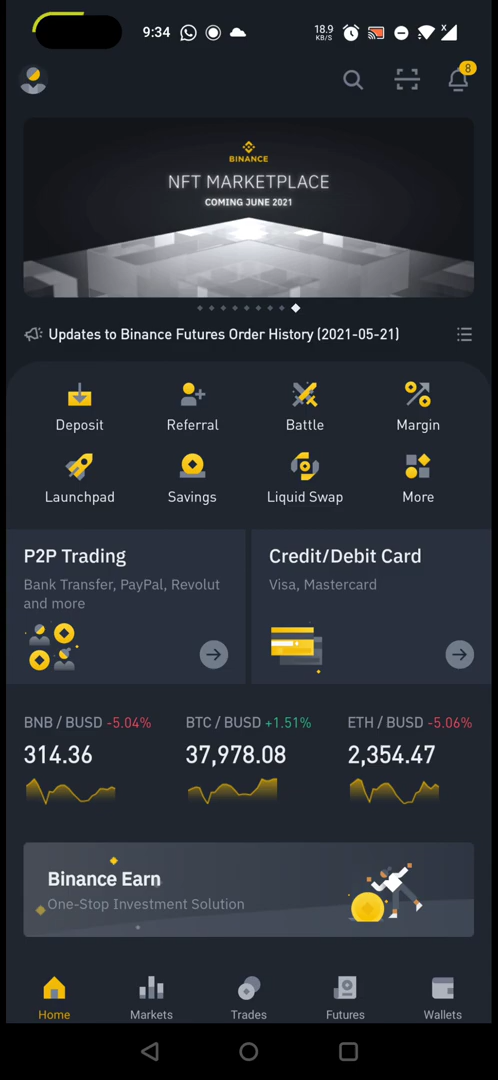 9:34
18.9
KB/S
X
8
BINANCE
NFT MARKETPLACE
COMING JUNE 2021
Updates to Binance Futures Order History (2021-05-21)
Deposit
Referral
Battle
Margin
Launchpad
Savings
Liquid Swap
More
P2P Trading
Bank Transfer, PayPal, Revolut
and more
Credit/Debit Card
Visa, Mastercard
BNB / BUSD -5.04%
314.36
BTC / BUSD +1.51%
37,978.08
ETH / BUSD -5.06%
2,354.47
Binance Earn
One-Stop Investment Solution
Home
Markets
Trades
Futures
Wallets